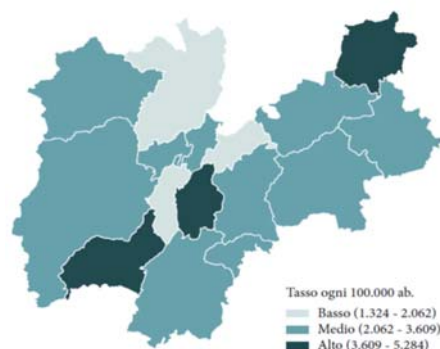 Tasso ogni 100.000 ab.
Basso (1.324 - 2.062)
Medio (2.062 - 3.609)
Alto (3.609 - 5.284)